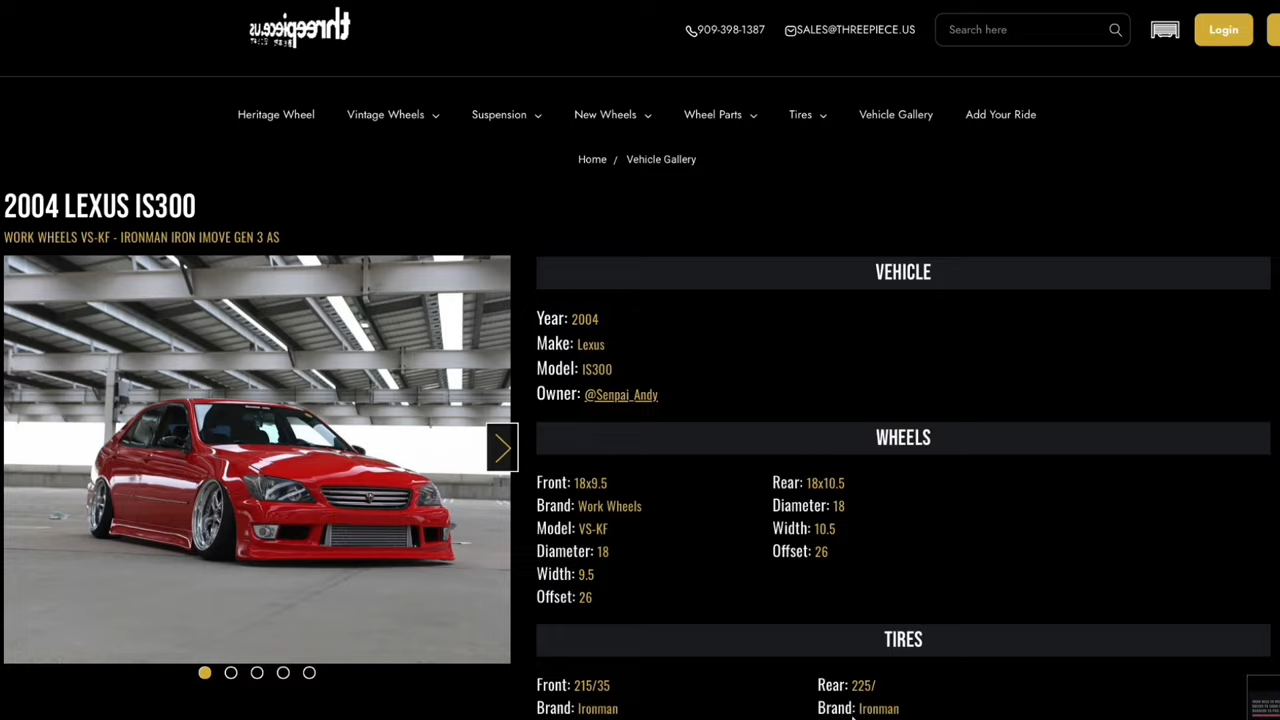 threepiece.us
909-398-1387
SALES@THREEPIECE.US
Search here
Login
Heritage Wheel
Vintage Wheels
Suspension
New Wheels
Wheel Parts
Tires
Vehicle Gallery
Add Your Ride
Home / Vehicle Gallery
2004 LEXUS IS300
WORK WHEELS VS-KF - IRONMAN IRON IMOVE GEN 3 AS
VEHICLE
Year: 2004
Make: Lexus
Model: IS300
Owner: @Senpai_Andy
WHEELS
Front: 18x9.5
Brand: Work Wheels
Model: VS-KF
Diameter: 18
Width: 9.5
Offset: 26
Rear: 18x10.5
Diameter: 18
Width: 10.5
Offset: 26
TIRES
Front: 215/35
Brand: Ironman
Rear: 225/
Brand: Ironman